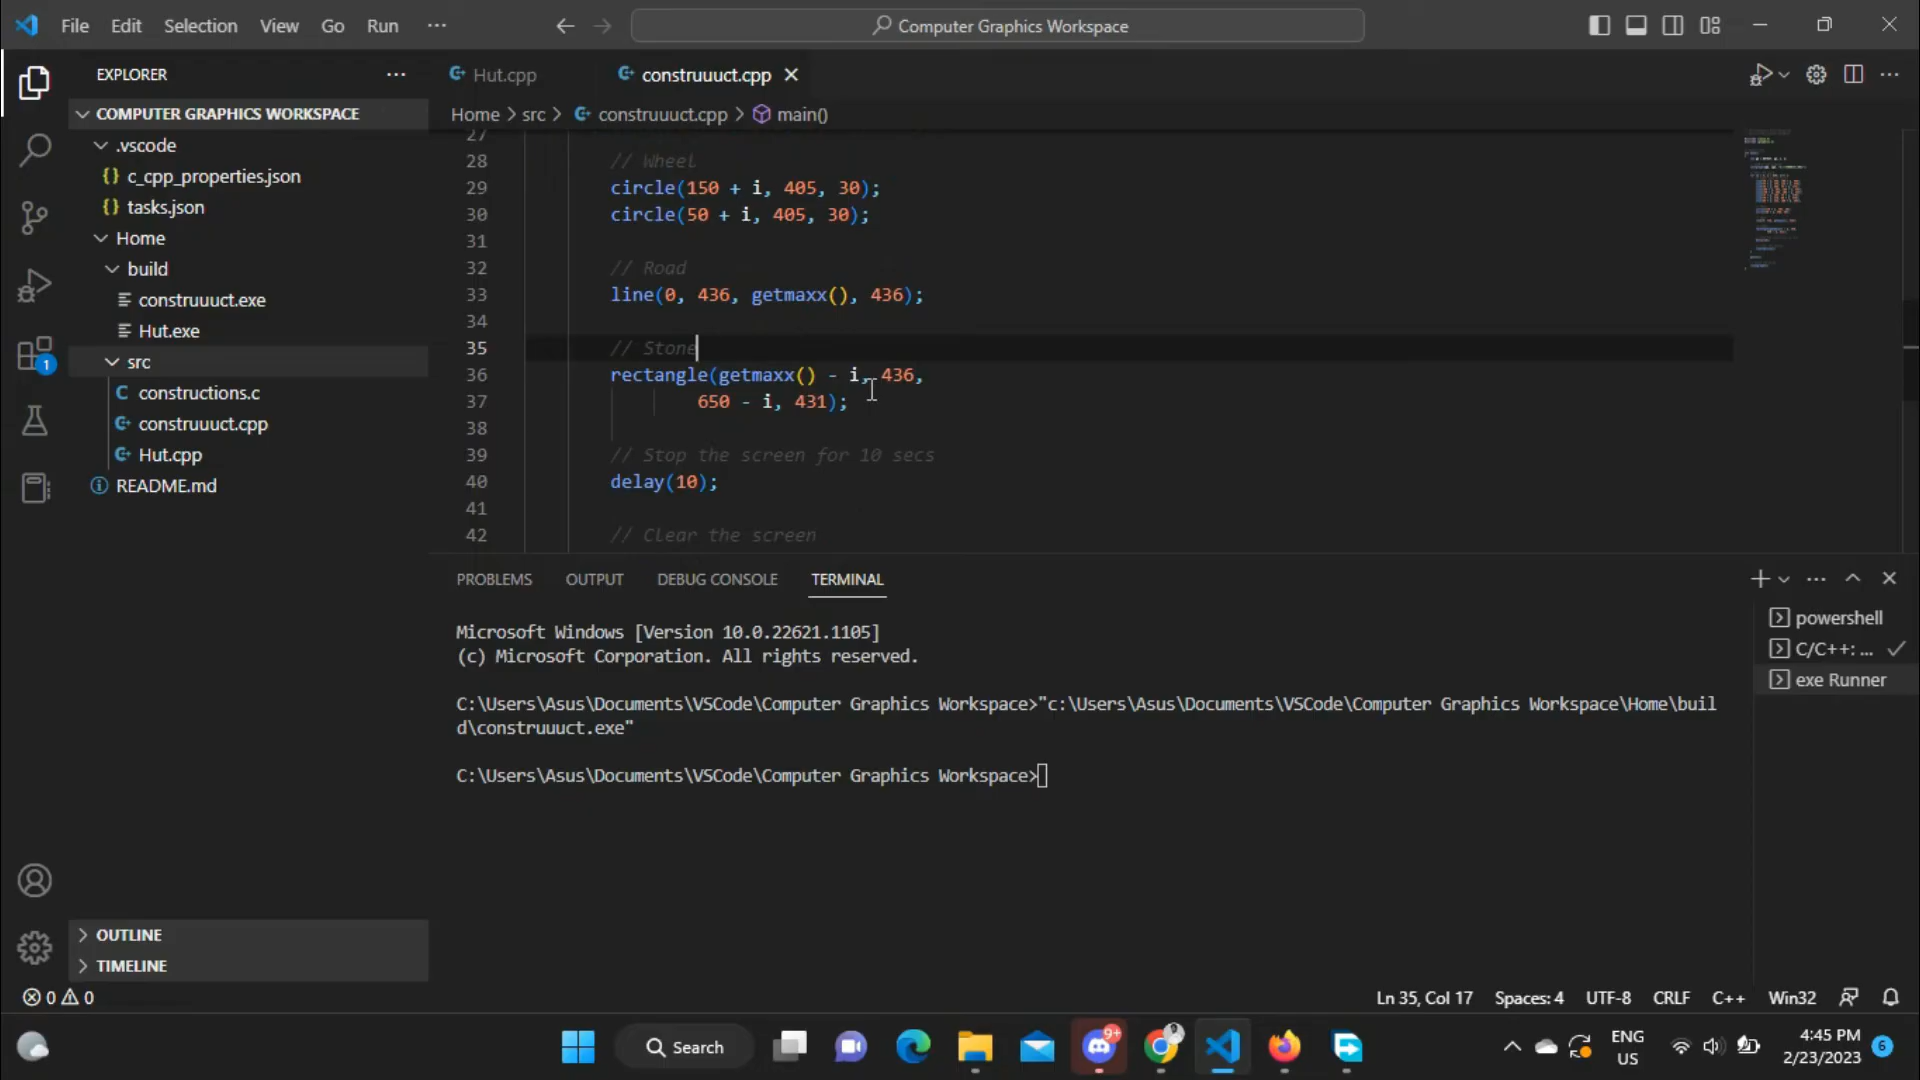 File Edit Selection View Go Run ···
Computer Graphics Workspace
EXPLORER ···
COMPUTER GRAPHICS WORKSPACE
.vscode
{} c_cpp_properties.json
{} tasks.json
Home
build
construuuct.exe
Hut.exe
src
C constructions.c
construuuct.cpp
Hut.cpp
README.md
OUTLINE
TIMELINE
Hut.cpp construuuct.cpp
Home > src > construuuct.cpp > main()
27
28 // Wheel
29 circle(150 + i, 405, 30);
30 circle(50 + i, 405, 30);
31
32 // Road
33 line(0, 436, getmaxx(), 436);
34
35 // Stone
36 rectangle(getmaxx() - i, 436,
37 650 - i, 431);
38
39 // Stop the screen for 10 secs
40 delay(10);
41
42 // Clear the screen
PROBLEMS OUTPUT DEBUG CONSOLE TERMINAL
Microsoft Windows [Version 10.0.22621.1105]
(c) Microsoft Corporation. All rights reserved.
C:\Users\Asus\Documents\VSCode\Computer Graphics Workspace>"c:\Users\Asus\Documents\VSCode\Computer Graphics Workspace\Home\buil
d\construuuct.exe"
C:\Users\Asus\Documents\VSCode\Computer Graphics Workspace>
powershell
C/C++: ...
exe Runner
1
0 0
Ln 35, Col 17 Spaces: 4 UTF-8 CRLF C++ Win32
Search
9+
ENG
US
4:45 PM
2/23/2023
6